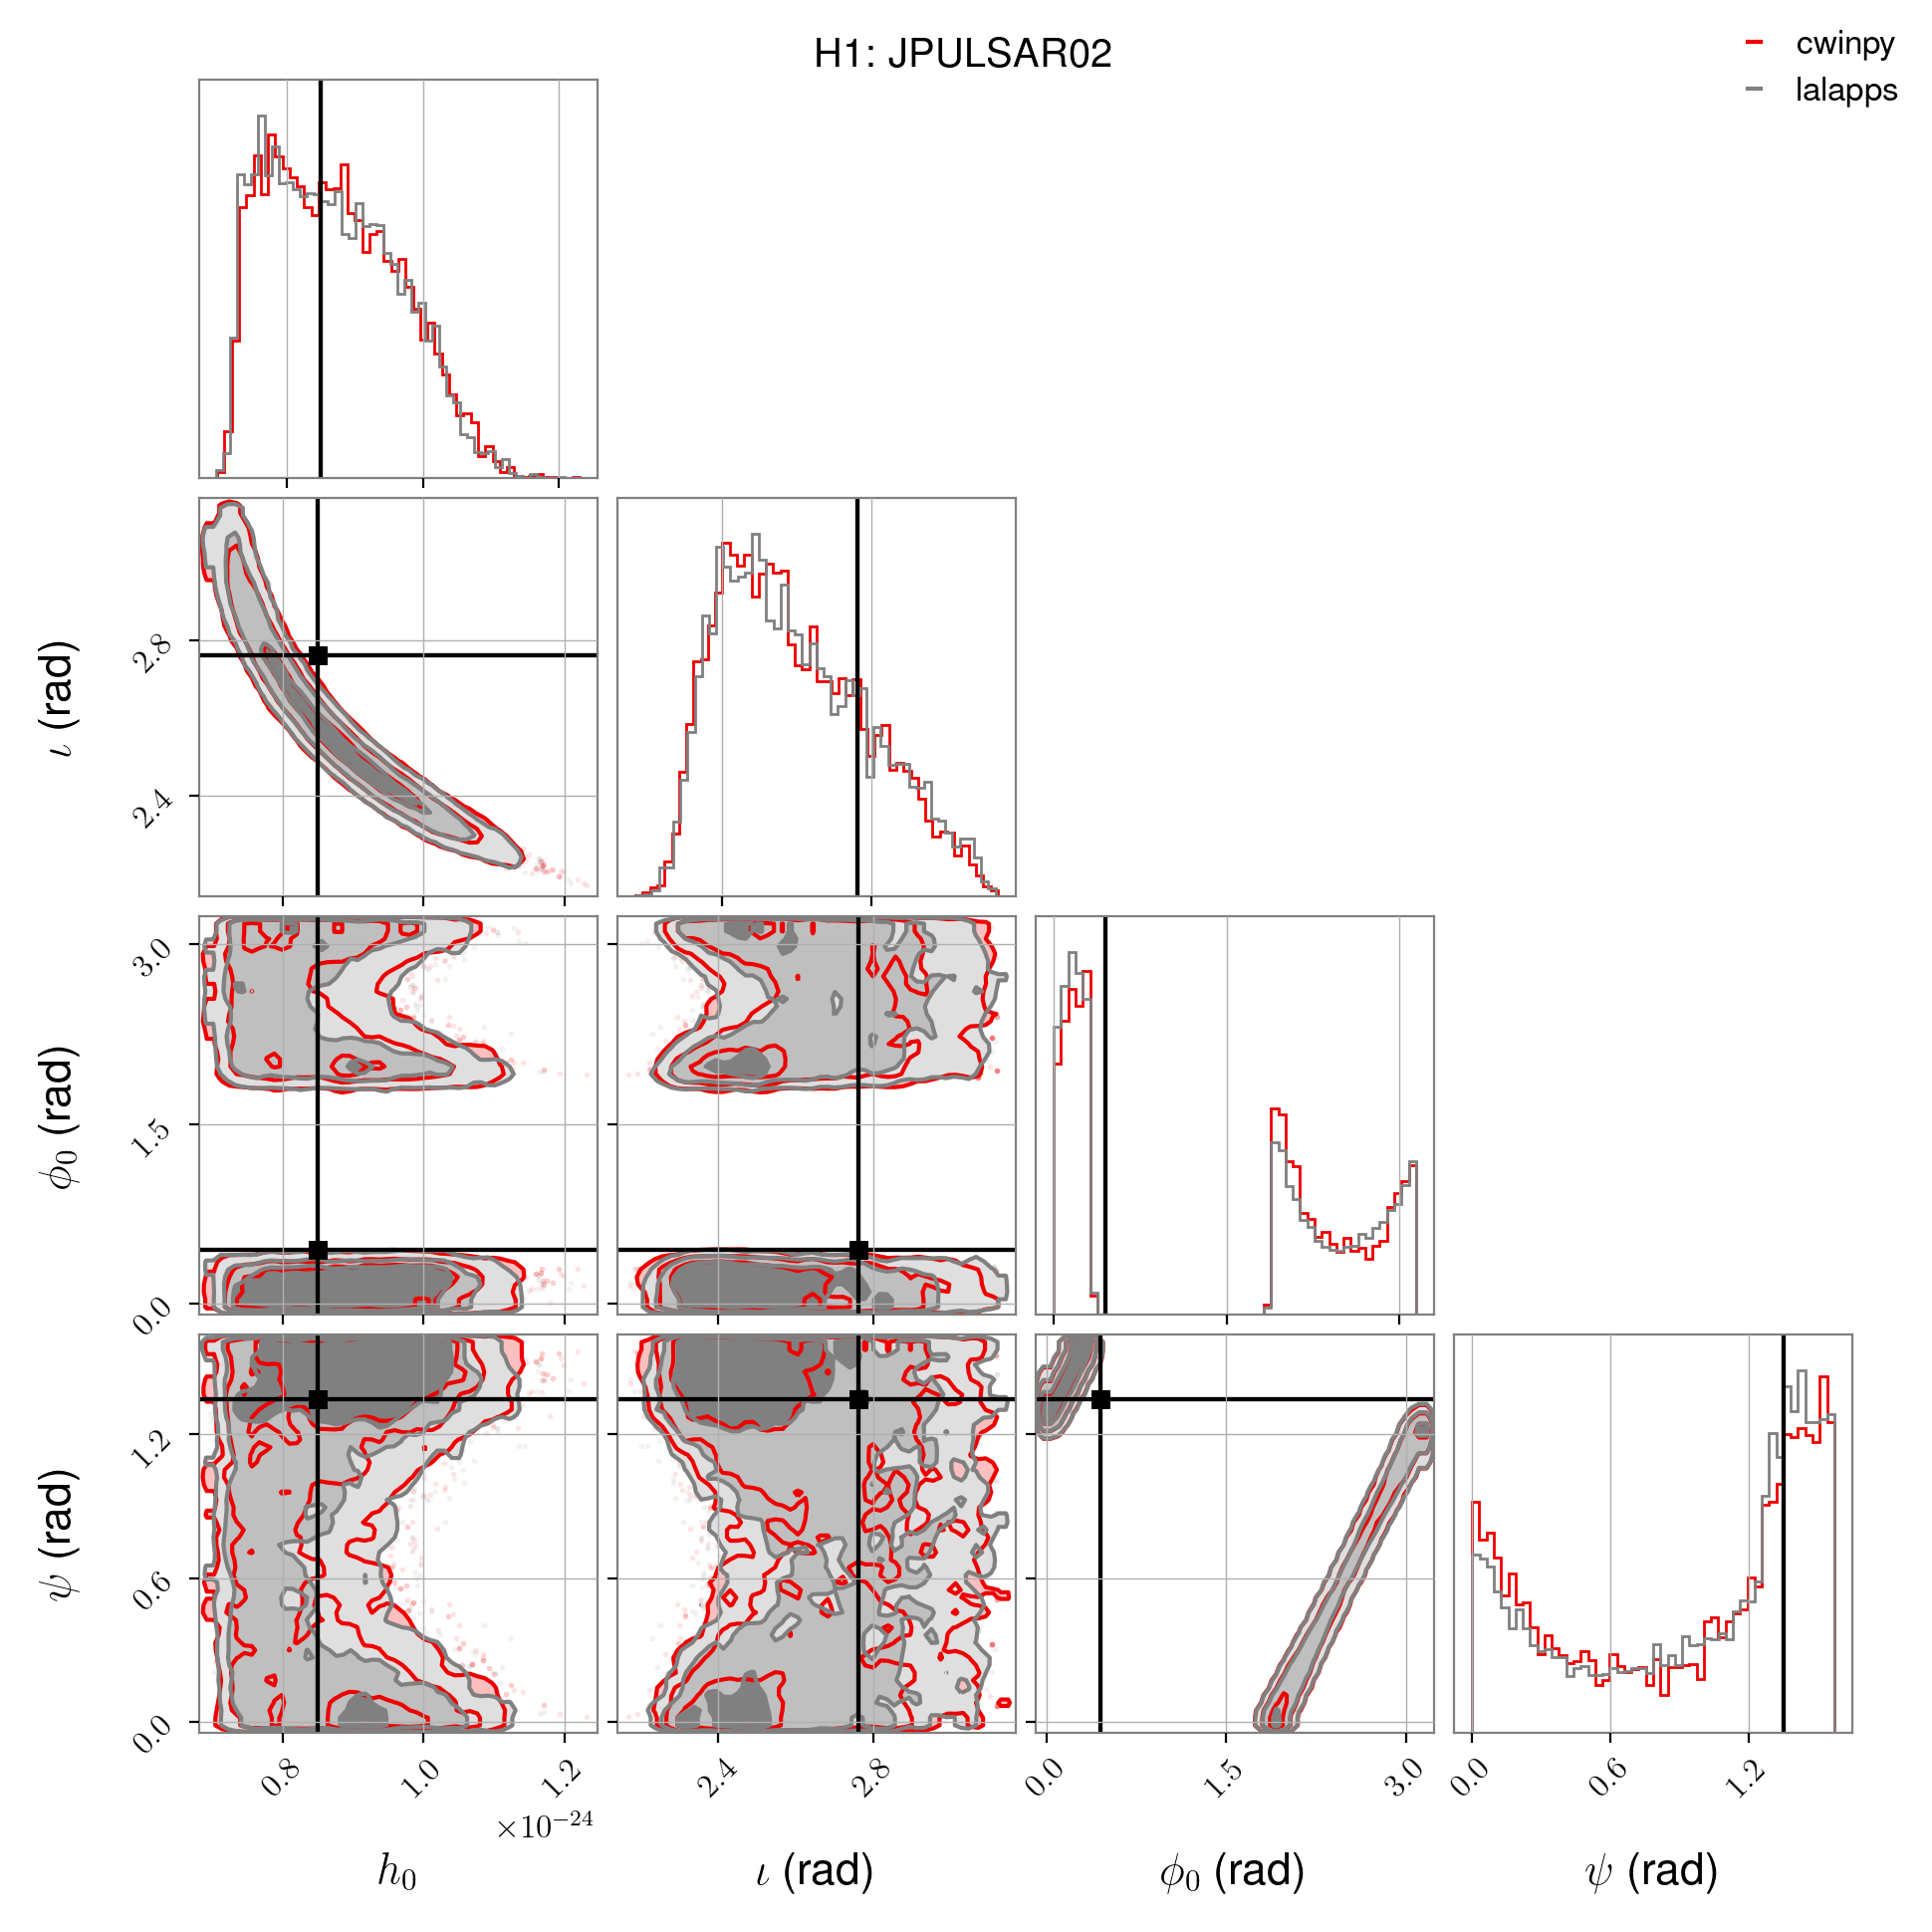 H1: JPULSAR02
cwinpy
lalapps
ι (rad)
2.8
2.4
ϕ₀ (rad)
3.0
1.5
0.0
ψ (rad)
1.2
0.6
0.0
0.8 1.0 1.2
×10⁻²⁴
h₀
2.4 2.8
ι (rad)
0.0 1.5 3.0
ϕ₀ (rad)
0.0 0.6 1.2
ψ (rad)